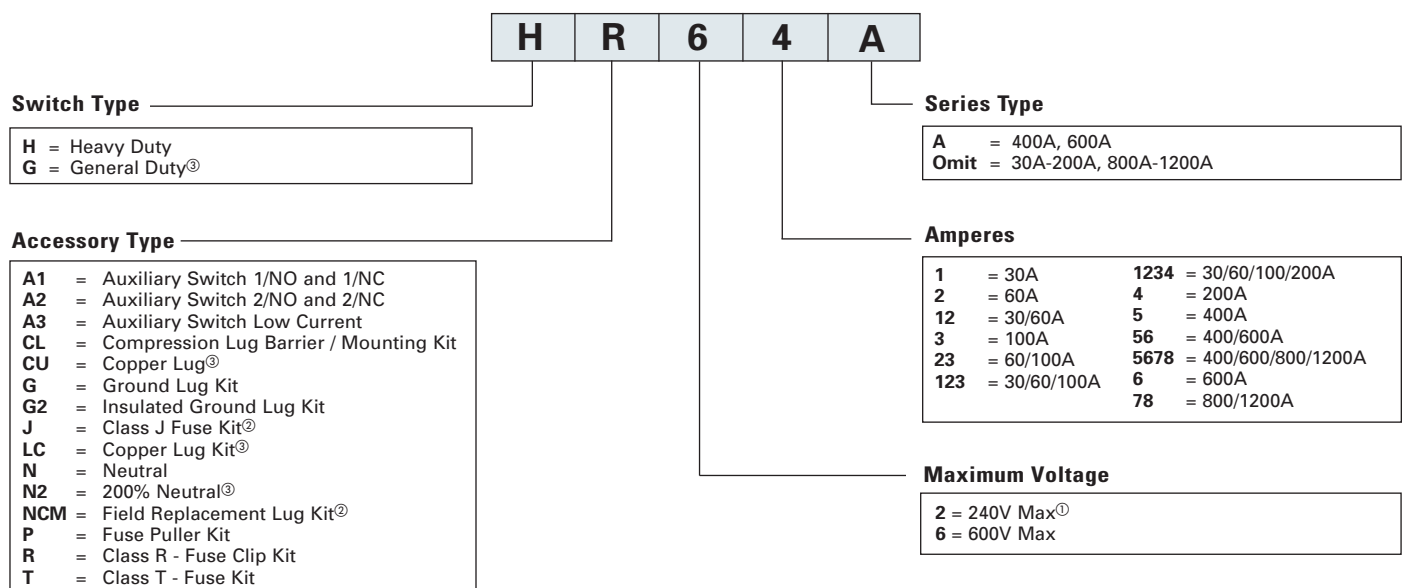 H R 6 4 A
Switch Type
H = Heavy Duty
G = General Duty③
Accessory Type
A1 = Auxiliary Switch 1/NO and 1/NC
A2 = Auxiliary Switch 2/NO and 2/NC
A3 = Auxiliary Switch Low Current
CL = Compression Lug Barrier / Mounting Kit
CU = Copper Lug③
G = Ground Lug Kit
G2 = Insulated Ground Lug Kit
J = Class J Fuse Kit②
LC = Copper Lug Kit③
N = Neutral
N2 = 200% Neutral③
NCM = Field Replacement Lug Kit②
P = Fuse Puller Kit
R = Class R - Fuse Clip Kit
T = Class T - Fuse Kit
Series Type
A = 400A, 600A
Omit = 30A-200A, 800A-1200A
Amperes
1 = 30A
2 = 60A
12 = 30/60A
3 = 100A
23 = 60/100A
123 = 30/60/100A
1234 = 30/60/100/200A
4 = 200A
5 = 400A
56 = 400/600A
5678 = 400/600/800/1200A
6 = 600A
78 = 800/1200A
Maximum Voltage
2 = 240V Max①
6 = 600V Max